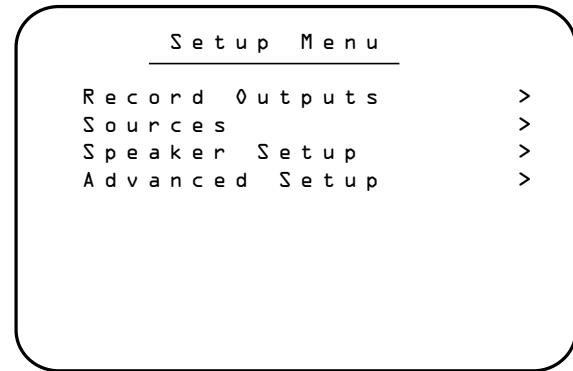 Setup Menu
Record Outputs >
Sources >
Speaker Setup >
Advanced Setup >